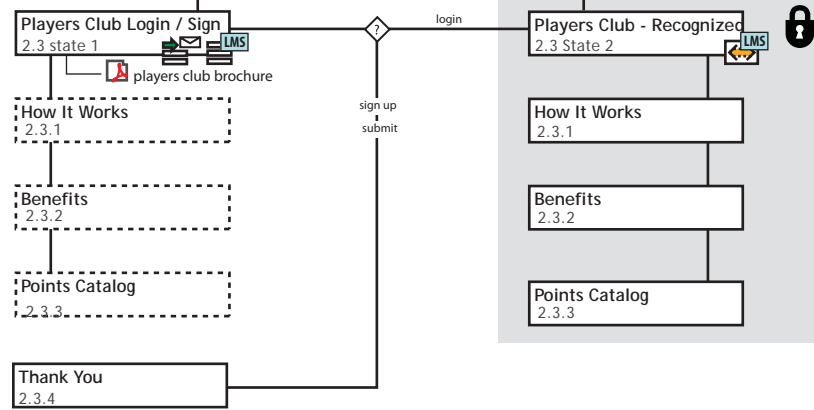 Players Club Login / Sign
2.3 state 1
LMS
players club brochure
How It Works
2.3.1
Benefits
2.3.2
Points Catalog
2.3.3
Thank You
2.3.4
?
login
sign up
submit
Players Club - Recognized
2.3 State 2
LMS
How It Works
2.3.1
Benefits
2.3.2
Points Catalog
2.3.3